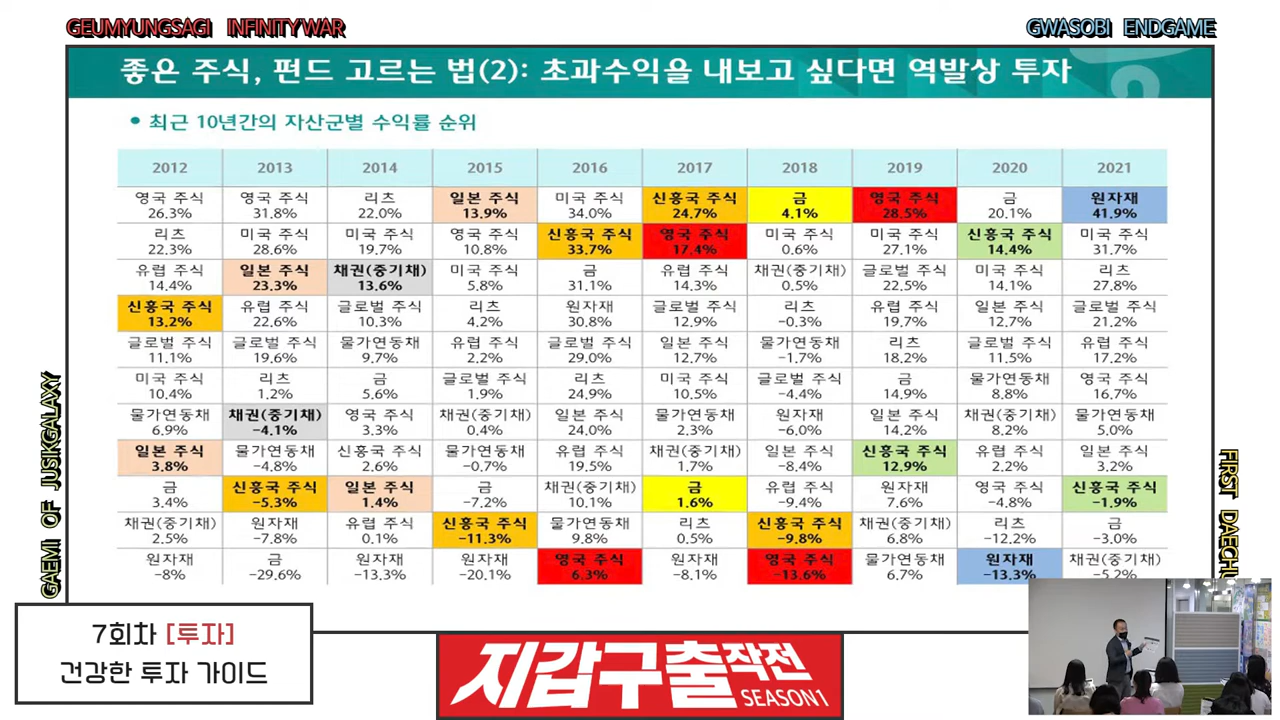 GEUMYUNGSAGI INFINITY WAR
GWASOBI ENDGAME
좋은 주식, 펀드 고르는 법(2): 초과수익을 내보고 싶다면 역발상 투자
• 최근 10년간의 자산군별 수익률 순위
2012 2013 2014 2015 2016 2017 2018 2019 2020 2021
영국 주식 영국 주식 리츠 일본 주식 미국 주식 신흥국 주식 금 영국 주식 금 원자재
26.3% 31.8% 22.0% 13.9% 34.0% 24.7% 4.1% 28.5% 20.1% 41.9%
리츠 미국 주식 미국 주식 영국 주식 신흥국 주식 영국 주식 미국 주식 미국 주식 신흥국 주식 미국 주식
22.3% 28.6% 19.7% 10.8% 33.7% 17.4% 0.6% 27.1% 14.4% 31.7%
유럽 주식 일본 주식 채권(중기채) 미국 주식 금 유럽 주식 채권(중기채) 글로벌 주식 미국 주식 리츠
14.4% 23.3% 13.6% 5.8% 31.1% 14.3% 0.5% 22.5% 14.1% 27.8%
신흥국 주식 유럽 주식 글로벌 주식 리츠 원자재 글로벌 주식 리츠 유럽 주식 일본 주식 글로벌 주식
13.2% 22.6% 10.3% 4.2% 30.8% 12.9% -0.3% 19.7% 12.7% 21.2%
글로벌 주식 글로벌 주식 물가연동채 유럽 주식 글로벌 주식 일본 주식 물가연동채 리츠 글로벌 주식 유럽 주식
11.1% 19.6% 9.7% 2.2% 29.0% 12.7% -1.7% 18.2% 11.5% 17.2%
미국 주식 리츠 금 글로벌 주식 리츠 미국 주식 글로벌 주식 금 물가연동채 영국 주식
10.4% 1.2% 5.6% 1.9% 24.9% 10.5% -4.4% 14.9% 8.8% 16.7%
물가연동채 채권(중기채) 영국 주식 채권(중기채) 일본 주식 물가연동채 원자재 일본 주식 채권(중기채) 물가연동채
6.9% -4.1% 3.3% 0.4% 24.0% 2.3% -6.0% 14.2% 8.2% 5.0%
일본 주식 물가연동채 신흥국 주식 물가연동채 유럽 주식 채권(중기채) 일본 주식 신흥국 주식 유럽 주식 일본 주식
3.8% -4.8% 2.6% -0.7% 19.5% 1.7% -8.4% 12.9% 2.2% 3.2%
금 신흥국 주식 일본 주식 금 채권(중기채) 금 유럽 주식 원자재 영국 주식 신흥국 주식
3.4% -5.3% 1.4% -7.2% 10.1% 1.6% -9.4% 7.6% -4.8% -1.9%
채권(중기채) 원자재 유럽 주식 신흥국 주식 물가연동채 리츠 신흥국 주식 채권(중기채) 리츠 금
2.5% -7.8% 0.1% -11.3% 9.8% 0.5% -9.8% 6.8% -12.2% -3.0%
원자재 금 원자재 원자재 영국 주식 원자재 영국 주식 물가연동채 원자재 채권(중기채)
-8% -29.6% -13.3% -20.1% 6.3% -8.1% -13.6% 6.7% -13.3% -5.2%
GAEMI OF JUSIKGALAXY
FIRST DAECHU
7회차 [투자]
건강한 투자 가이드
지갑구출작전
SEASON1